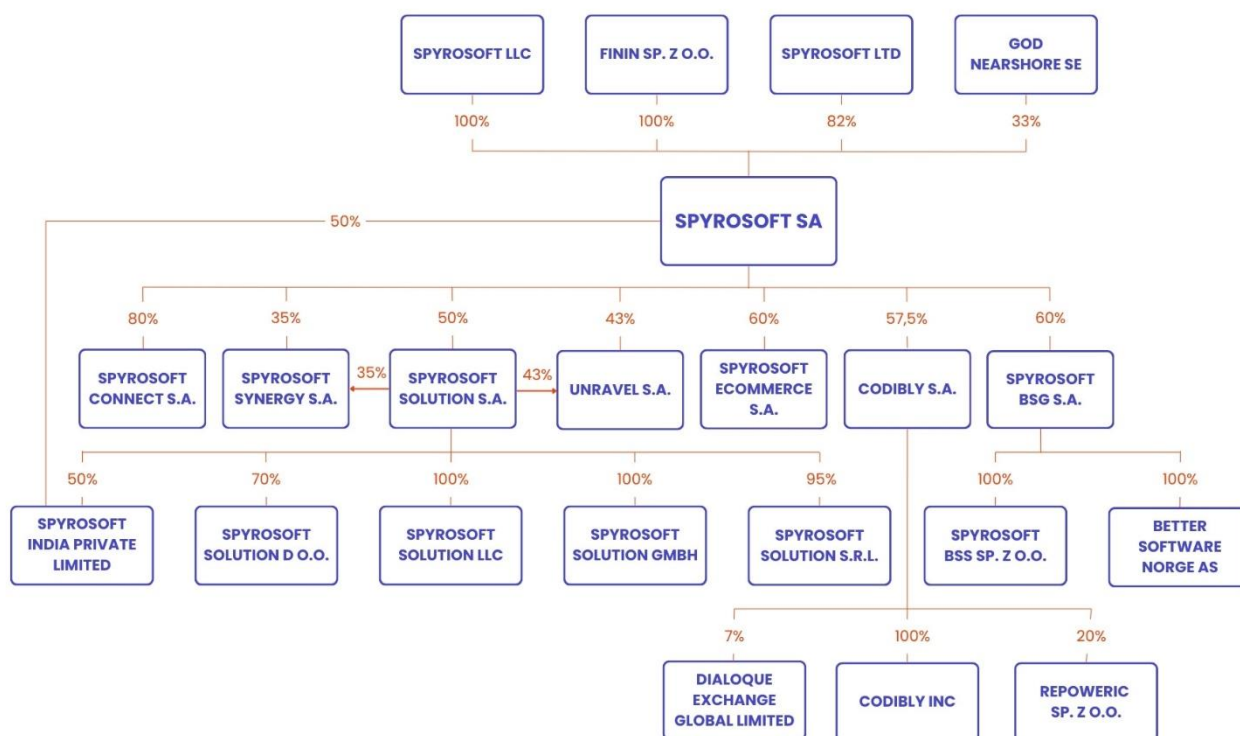 SPYROSOFT LLC
FININ SP. Z O.O.
SPYROSOFT LTD
GOD
NEARSHORE SE
100%
100%
82%
33%
SPYROSOFT SA
50%
80%
35%
50%
43%
60%
57,5%
60%
SPYROSOFT
CONNECT S.A.
SPYROSOFT
SYNERGY S.A.
35%
SPYROSOFT
SOLUTION S.A.
43%
UNRAVEL S.A.
SPYROSOFT
ECOMMERCE
S.A.
CODIBLY S.A.
SPYROSOFT
BSG S.A.
50%
70%
100%
100%
95%
100%
100%
SPYROSOFT
INDIA PRIVATE
LIMITED
SPYROSOFT
SOLUTION D O.O.
SPYROSOFT
SOLUTION LLC
SPYROSOFT
SOLUTION GMBH
SPYROSOFT
SOLUTION S.R.L.
SPYROSOFT
BSS SP. Z O.O.
BETTER
SOFTWARE
NORGE AS
7%
100%
20%
DIALOQUE
EXCHANGE
GLOBAL LIMITED
CODIBLY INC
REPOWERIC
SP. Z O.O.